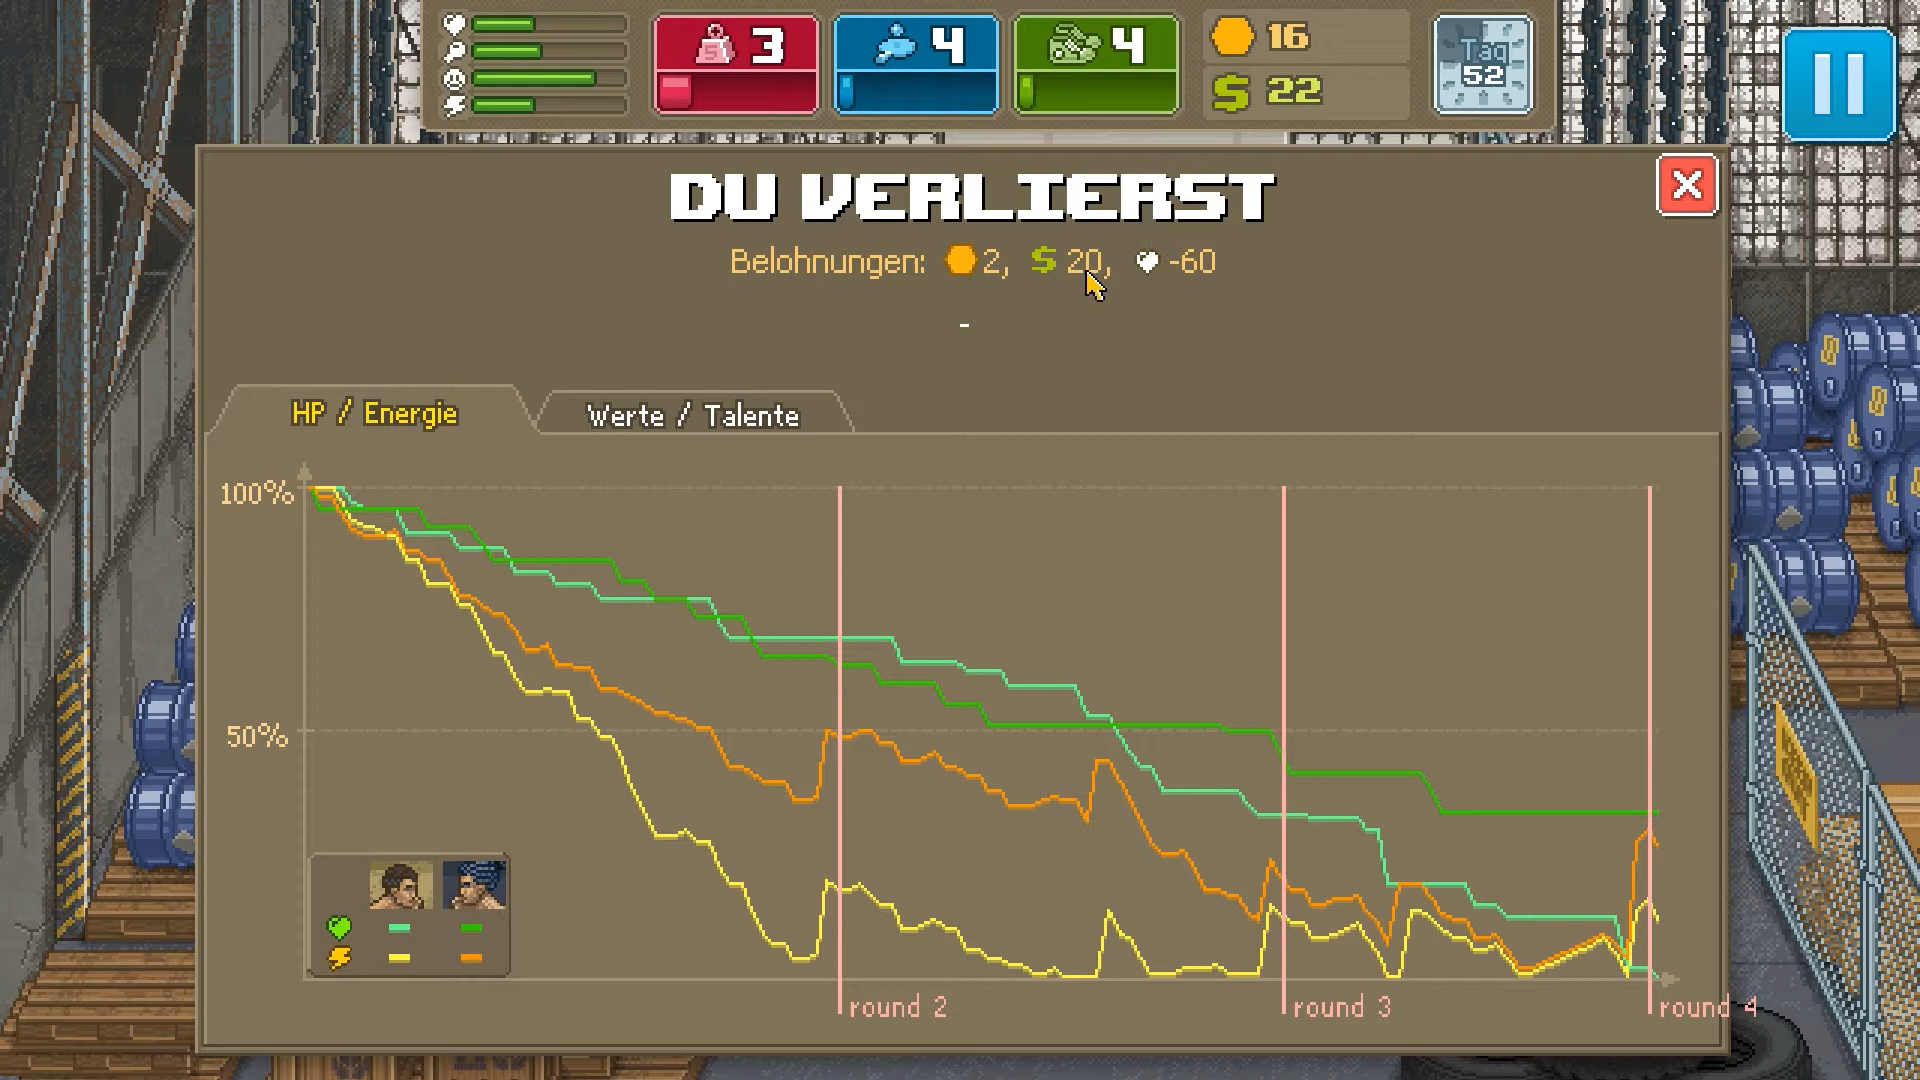 3
4
4
16
22
Tag
52
DU VERLIERST
Belohnungen: 2, $ 20, -60
-
HP / Energie
Werte / Talente
100%
50%
round 2
round 3
round 4